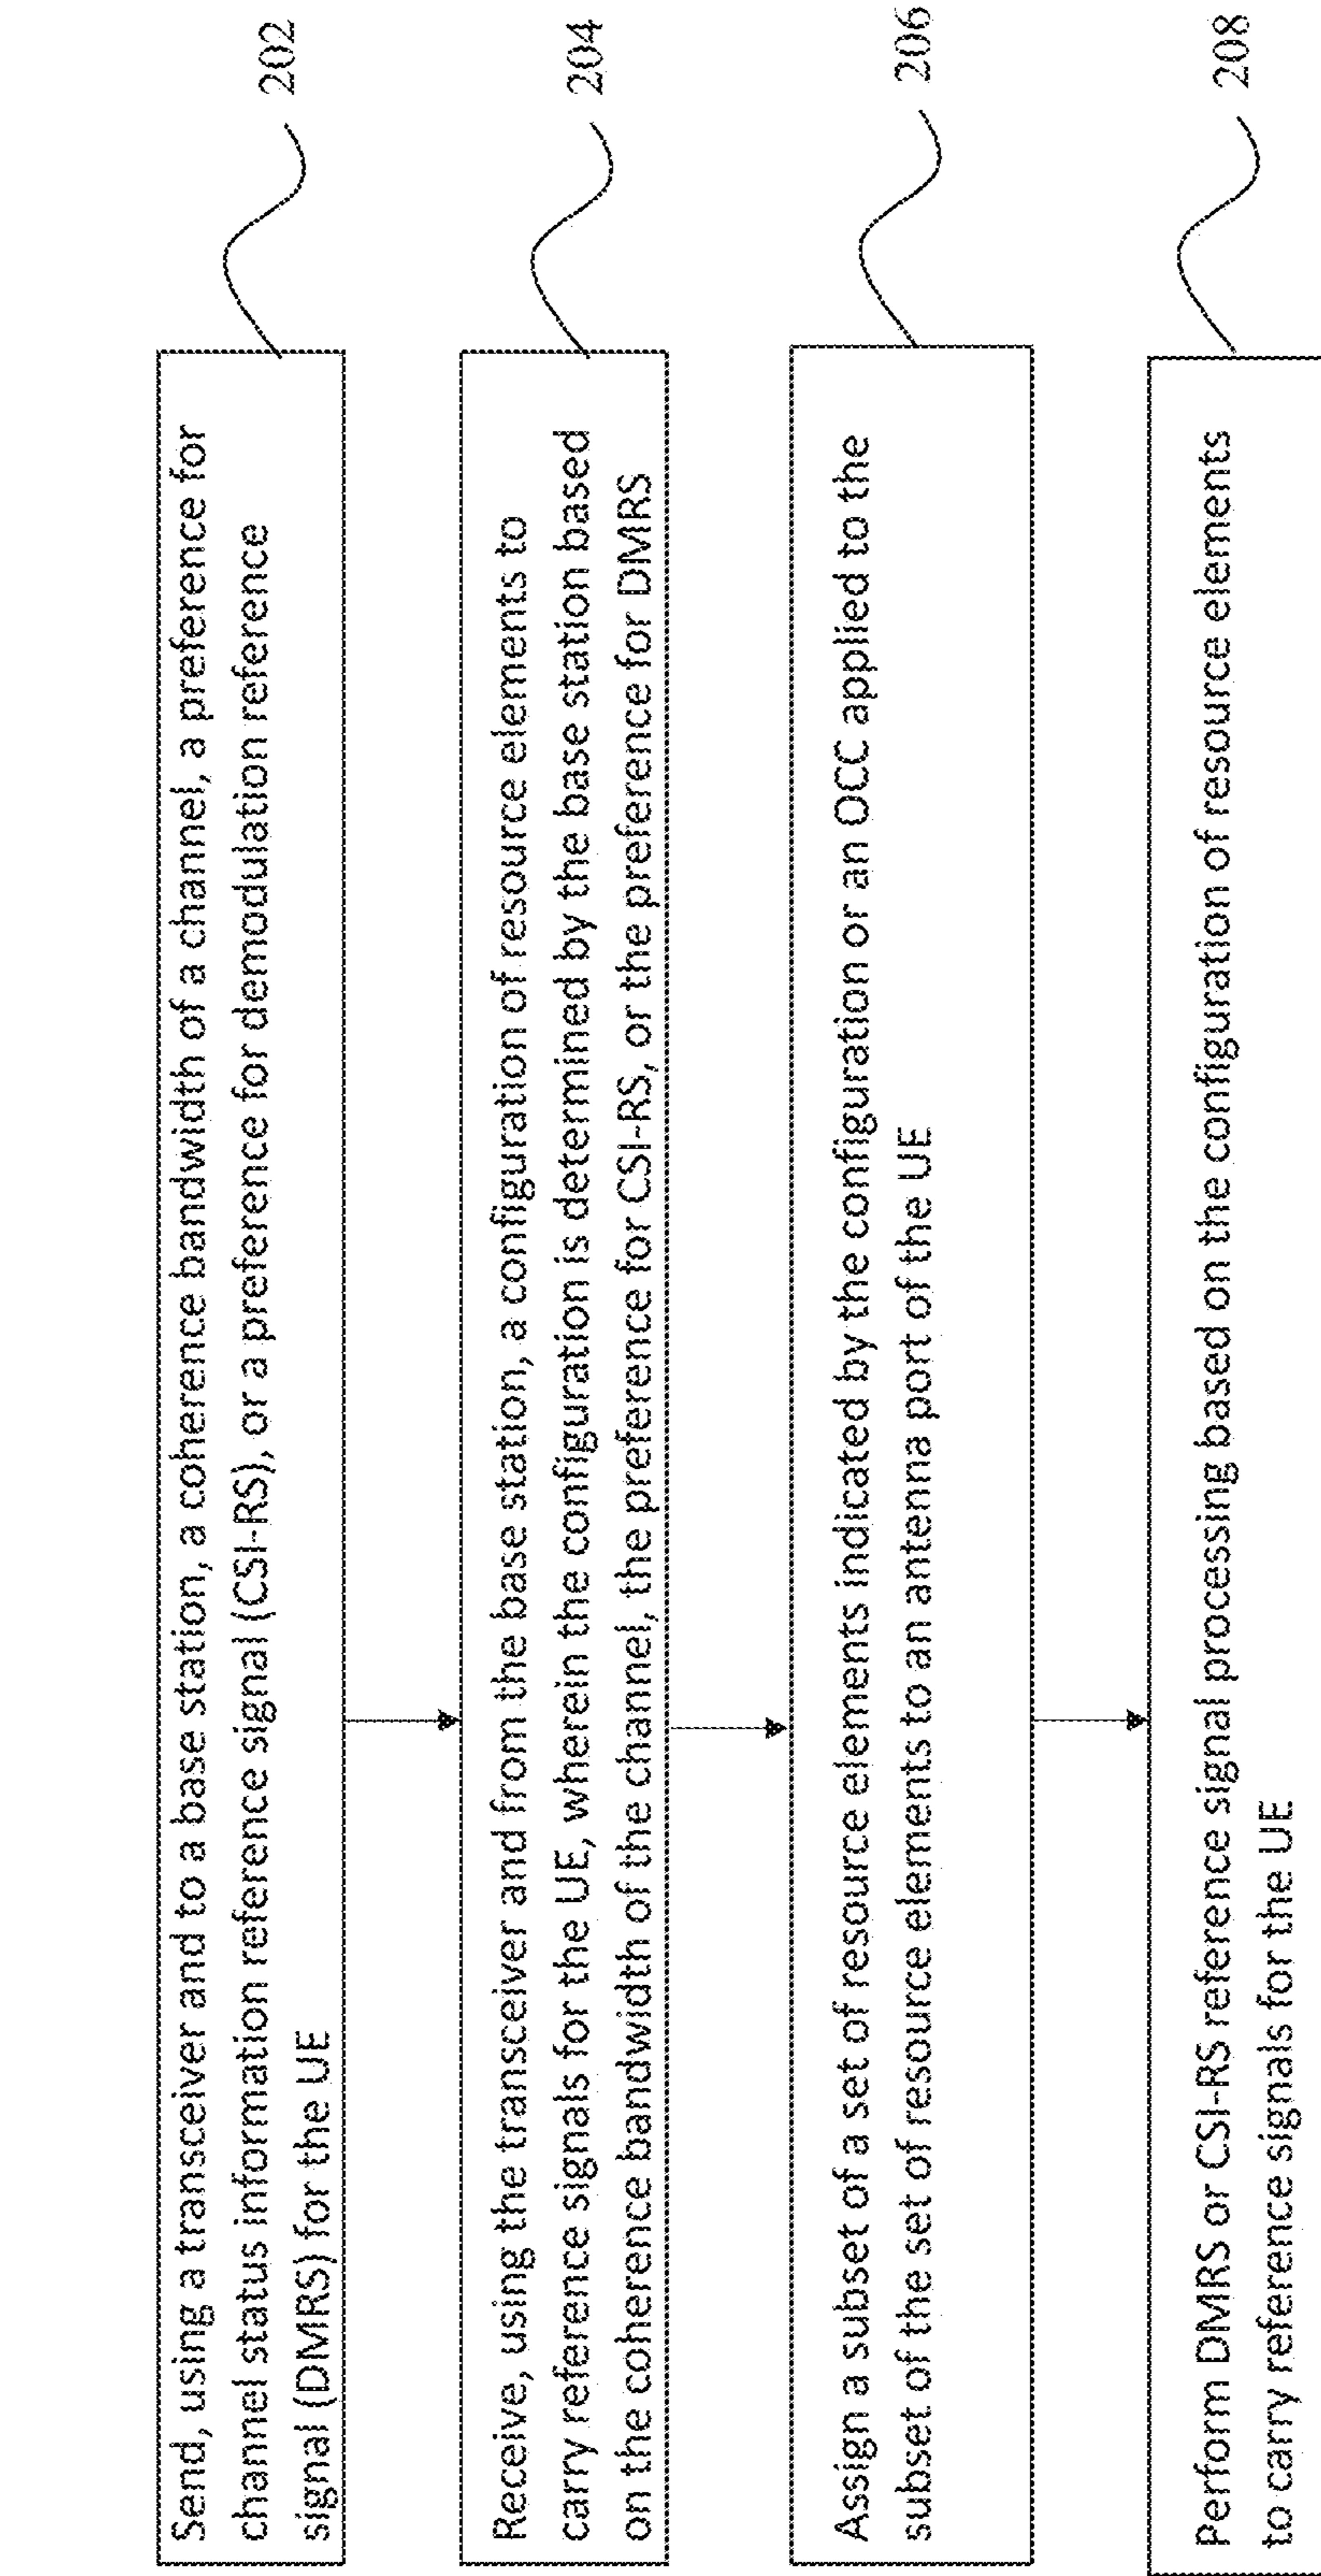 Send, using a transceiver and to a base station, a coherence bandwidth of a channel, a preference for
channel status information reference signal (CSI-RS), or a preference for demodulation reference
signal (DMRS) for the UE
202
Receive, using the transceiver and from the base station, a configuration of resource elements to
carry reference signals for the UE, wherein the configuration is determined by the base station based
on the coherence bandwidth of the channel, the preference for CSI-RS, or the preference for DMRS
204
Assign a subset of a set of resource elements indicated by the configuration or an OCC applied to the
subset of the set of resource elements to an antenna port of the UE
206
Perform DMRS or CSI-RS reference signal processing based on the configuration of resource elements
to carry reference signals for the UE
208